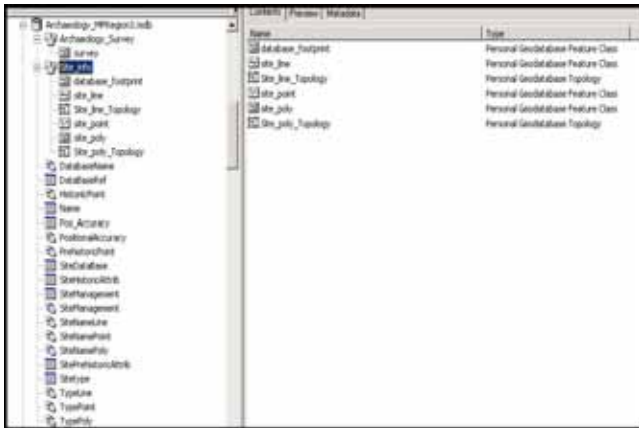 Archaeology_MPRegion1.mdb
Archaeology_Survey
survey
Site_info
database_footprint
site_line
Site_line_Topology
site_point
site_poly
Site_poly_Topology
DatabaseName
DataBaseRef
HistoricPoint
Name
Pos_Accuracy
PositionalAccuracy
PrehistoricPoint
SiteDataBase
SiteHistoricAttrib
SiteManagement
SiteManagement
SiteNameLine
SiteNamePoint
SiteNamePoly
SitePrehistoricAttrib
Sitetype
TypeLine
TypePoint
TypePoly
Contents Preview Metadata
Name Type
database_footprint Personal Geodatabase Feature Class
site_line Personal Geodatabase Feature Class
Site_line_Topology Personal Geodatabase Topology
site_point Personal Geodatabase Feature Class
site_poly Personal Geodatabase Feature Class
Site_poly_Topology Personal Geodatabase Topology